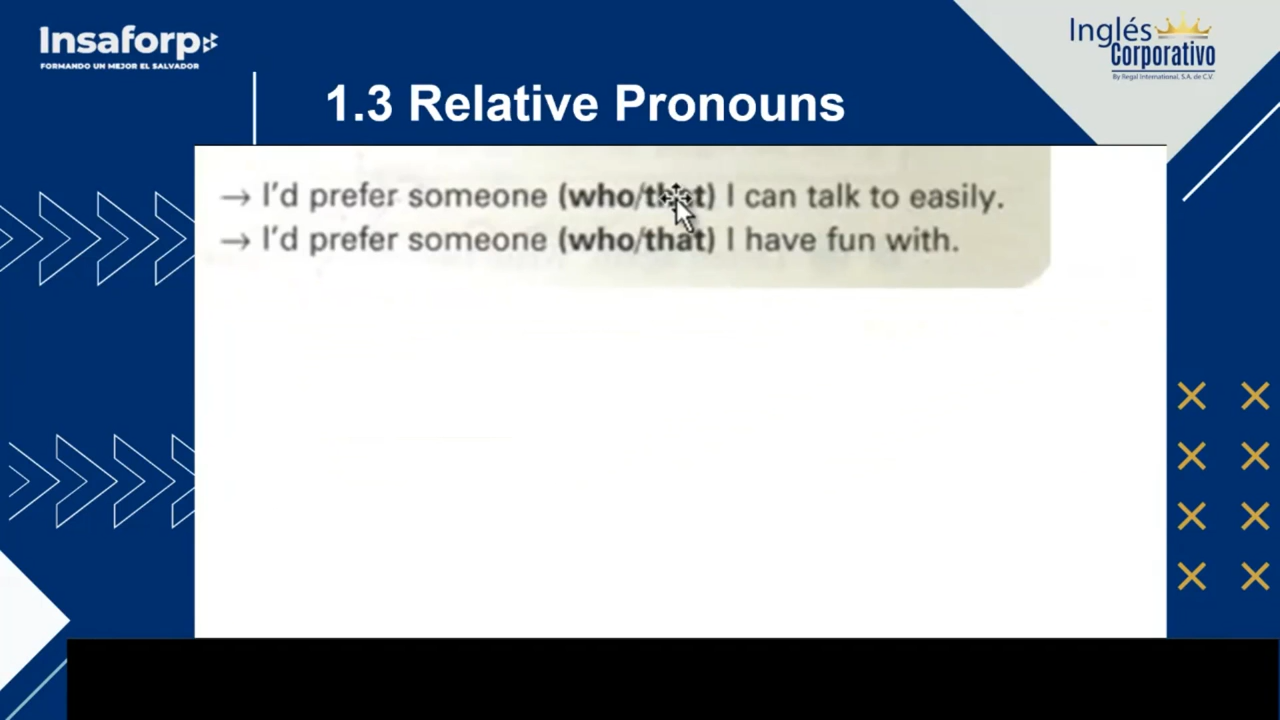 Insaforp
FORMANDO UN MEJOR EL SALVADOR
Inglés
Corporativo
By Regal International, S.A. de C.V.
1.3 Relative Pronouns
→ I'd prefer someone (who/that) I can talk to easily.
→ I'd prefer someone (who/that) I have fun with.